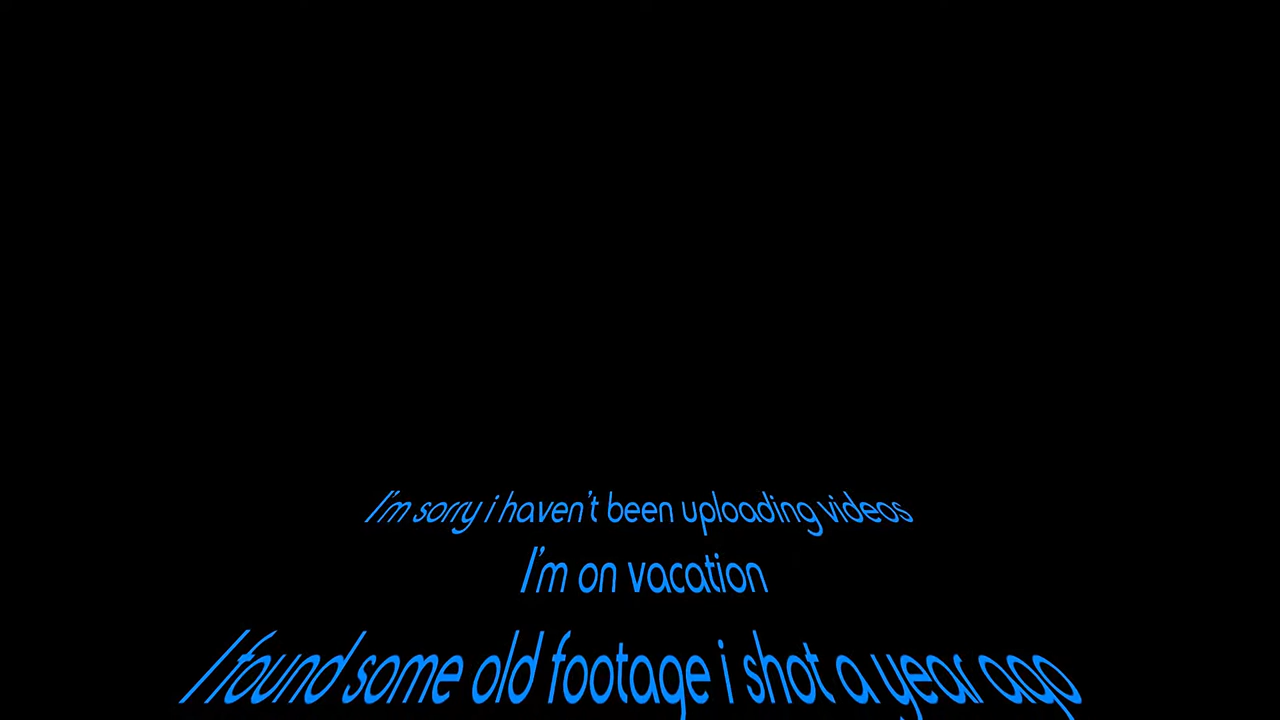 I'm sorry i haven't been uploading videos
I'm on vacation
I found some old footage i shot a year ago